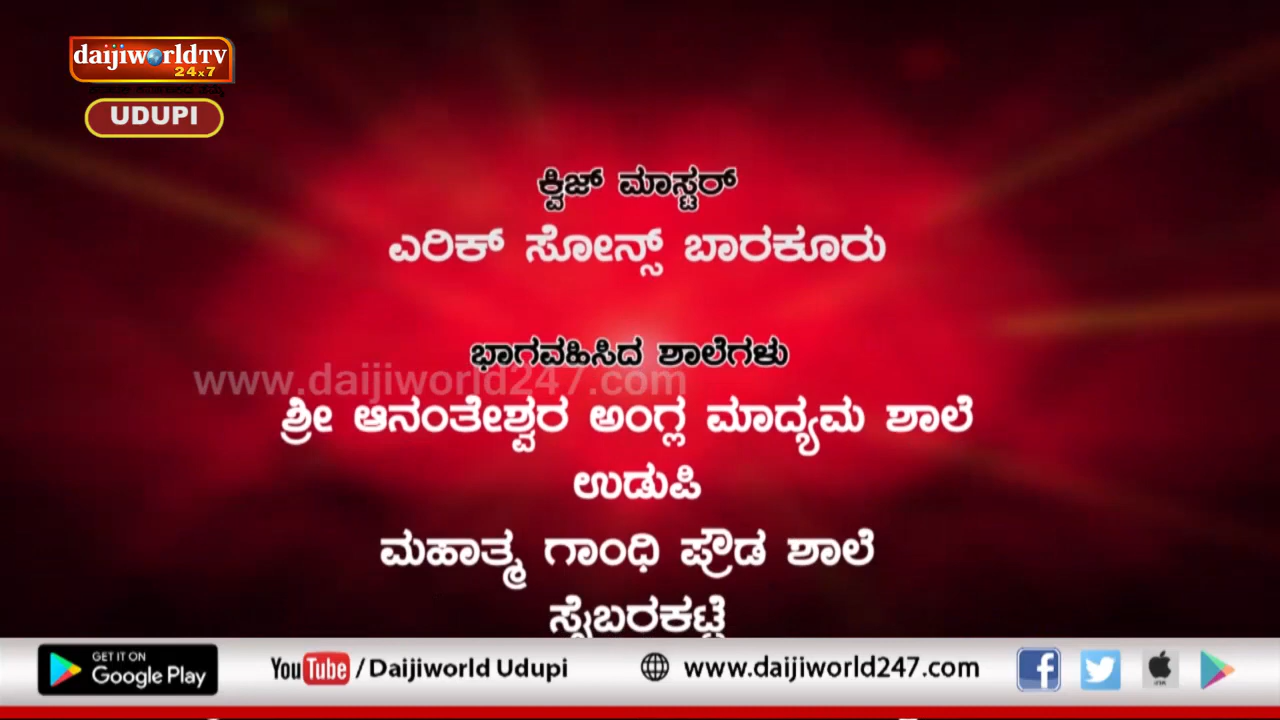 daijiworldTV
24x7
UDUPI
ಕ್ವಿಜ್ ಮಾಸ್ಟರ್
ಎರಿಕ್ ಸೋನ್ಸ್ ಬಾರಕೂರು
ಭಾಗವಹಿಸಿದ ಶಾಲೆಗಳು
www.daijiworld247.com
ಶ್ರೀ ಆನಂತೇಶ್ವರ ಅಂಗ್ಲ ಮಾದ್ಯಮ ಶಾಲೆ
ಉಡುಪಿ
ಮಹಾತ್ಮ ಗಾಂಧಿ ಪ್ರೌಡ ಶಾಲೆ
ಸೈಬರಕಟ್ಟೆ
GET IT ON
Google Play
YouTube /Daijiworld Udupi
www.daijiworld247.com